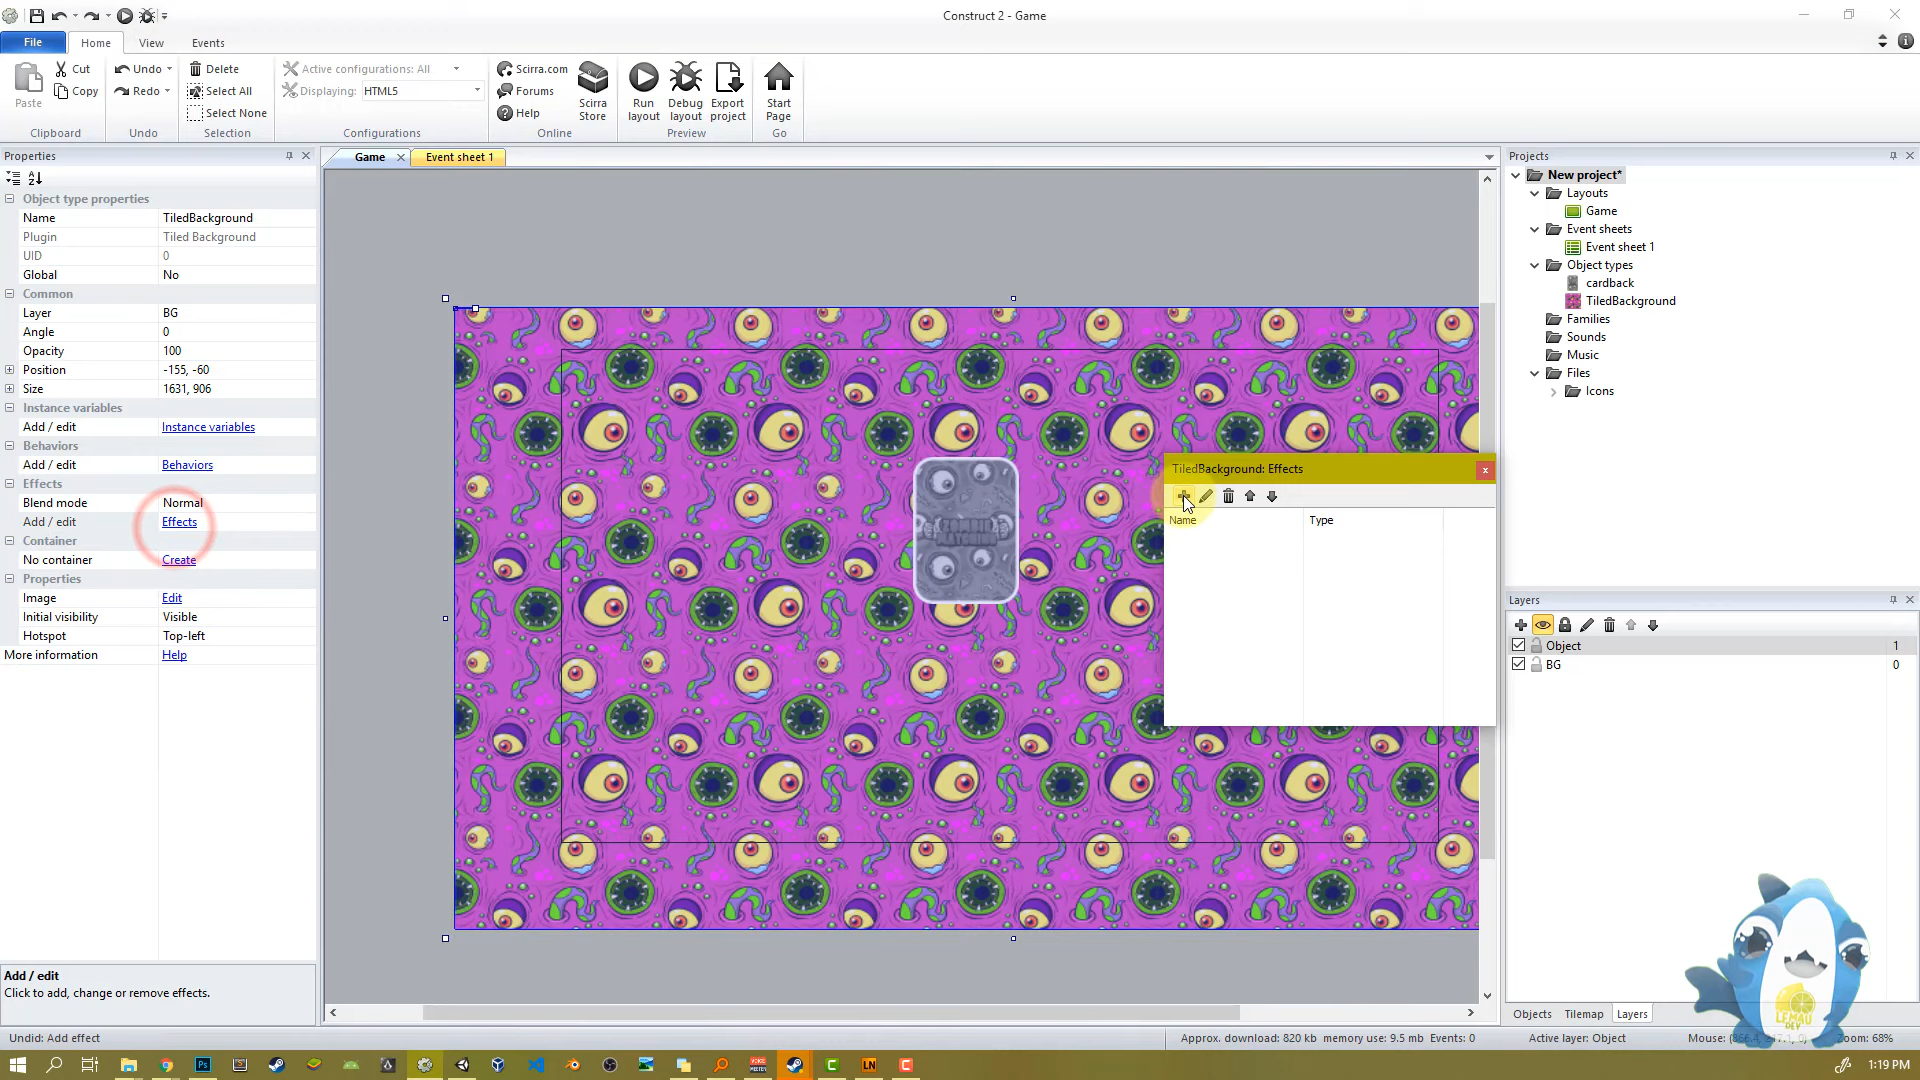 Construct 2 - Game
File
Home
View
Events
Paste
Cut
Copy
Clipboard
Undo
Redo
Undo
Delete
Select All
Select None
Selection
Active configurations: All
Displaying:
HTML5
Configurations
Scirra.com
Forums
Help
Scirra
Store
Online
Run
layout
Debug
layout
Export
project
Preview
Start
Page
Go
Properties
Object type properties
Name TiledBackground
Plugin Tiled Background
UID 0
Global No
Common
Layer BG
Angle 0
Opacity 100
Position -155, -60
Size 1631, 906
Instance variables
Add / edit Instance variables
Behaviors
Add / edit Behaviors
Effects
Blend mode Normal
Add / edit Effects
Container
No container Create
Properties
Image Edit
Initial visibility Visible
Hotspot Top-left
More information Help
Add / edit
Click to add, change or remove effects.
Game
Event sheet 1
ZOMBIE
MATCHING
TiledBackground: Effects
Name
Type
Projects
New project*
Layouts
Game
Event sheets
Event sheet 1
Object types
cardback
TiledBackground
Families
Sounds
Music
Files
Icons
Layers
Object 1
BG 0
Objects
Tilemap
Layers
LEMAU
DEV
Undid: Add effect
Approx. download: 820 kb memory use: 9.5 mb Events: 0
Active layer: Object
Mouse:
Zoom: 68%
1:19 PM